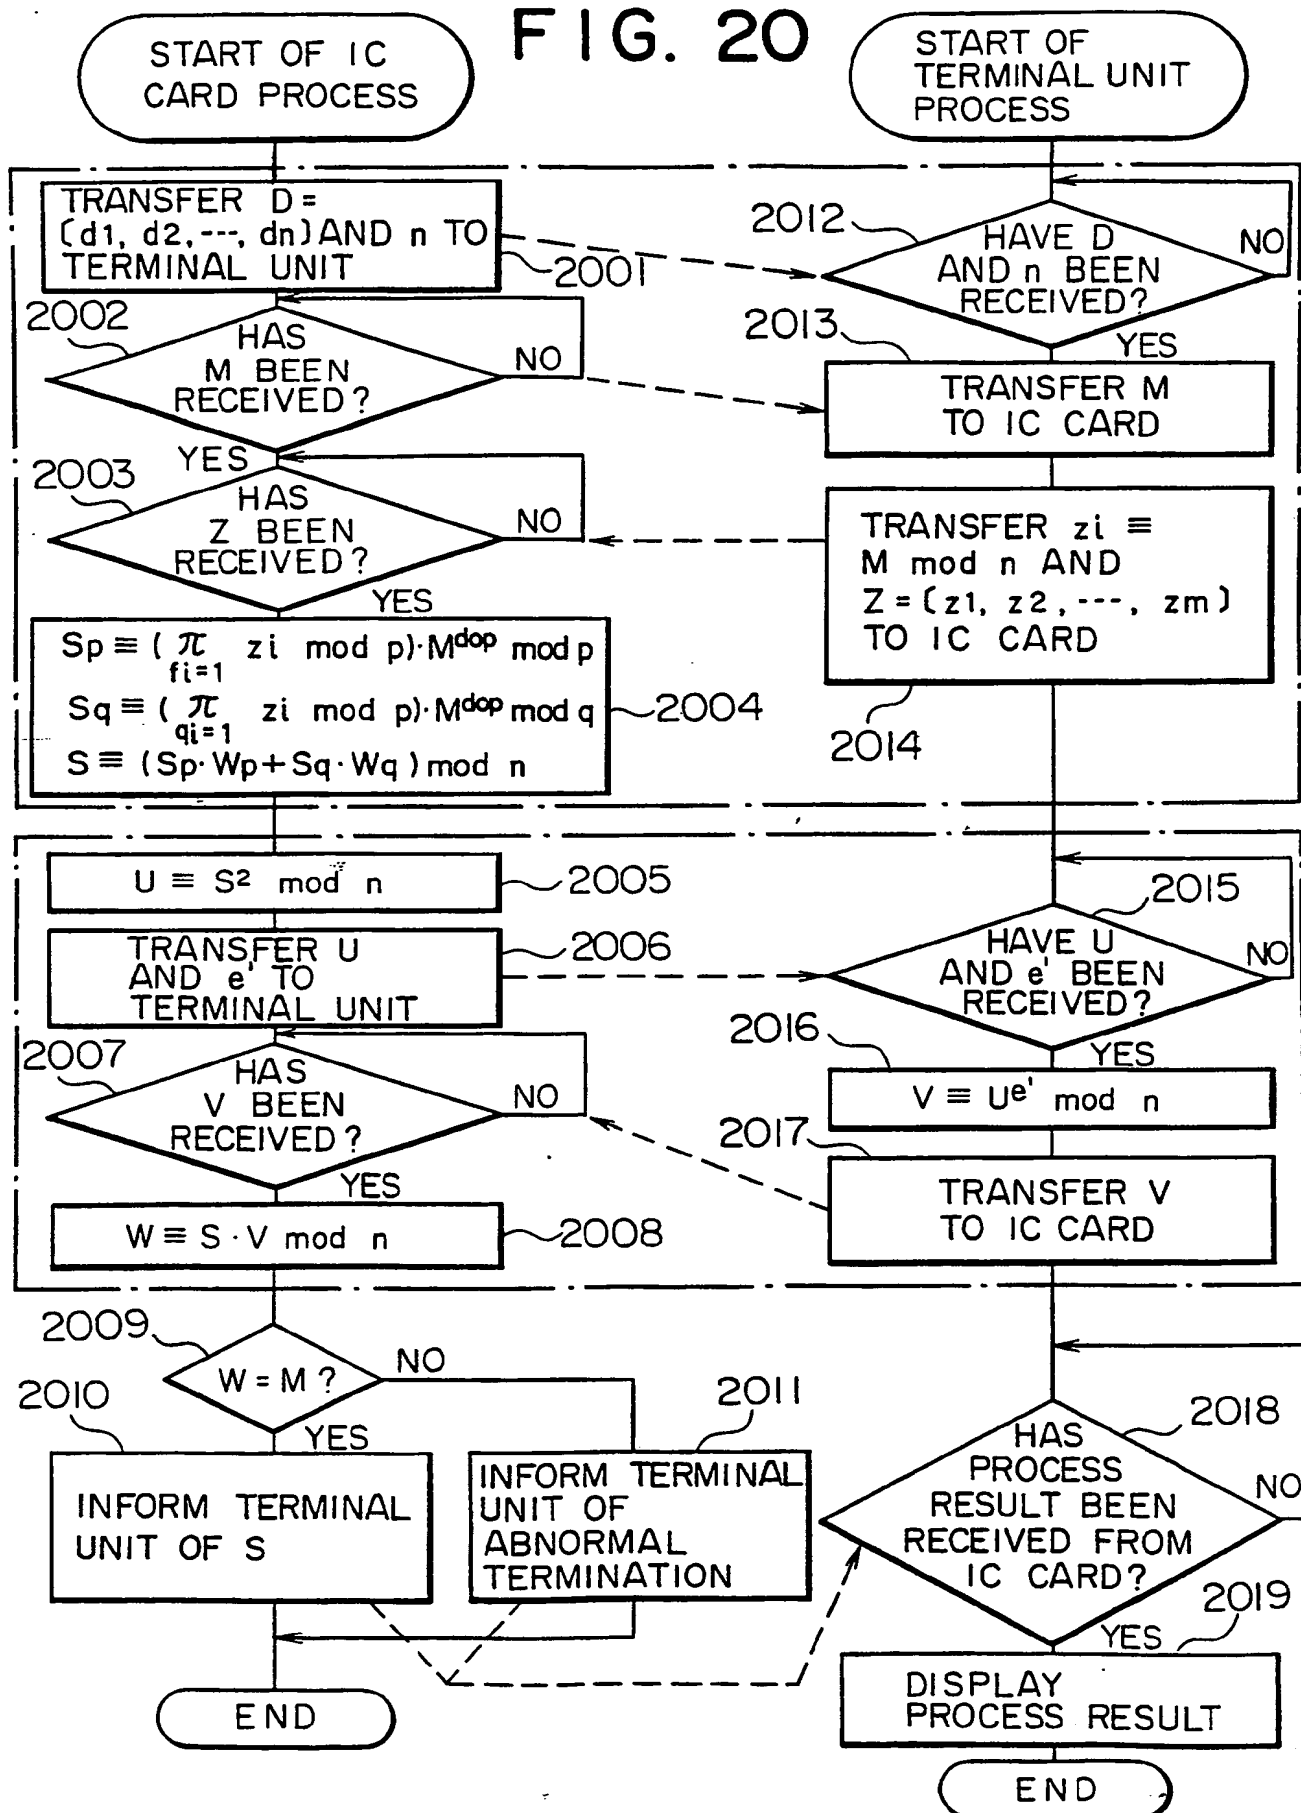 FIG. 20
START OF IC
CARD PROCESS
TRANSFER D =
(d1, d2, ---, dn) AND n TO
TERMINAL UNIT
2001
2002
HAS
M BEEN
RECEIVED?
NO
YES
2003
HAS
Z BEEN
RECEIVED?
NO
YES
Sp ≡ ( π zi mod p)·M^dop mod p
fi=1
Sq ≡ ( π zi mod p)·M^dop mod q
qi=1
S ≡ (Sp·Wp+Sq·Wq) mod n
2004
U ≡ S² mod n
2005
TRANSFER U
AND e' TO
TERMINAL UNIT
2006
2007
HAS
V BEEN
RECEIVED?
NO
YES
W ≡ S·V mod n
2008
2009
W = M ?
NO
YES
2010
INFORM TERMINAL
UNIT OF S
2011
INFORM TERMINAL
UNIT OF
ABNORMAL
TERMINATION
END
START OF
TERMINAL UNIT
PROCESS
2012
HAVE D
AND n BEEN
RECEIVED?
NO
YES
2013
TRANSFER M
TO IC CARD
TRANSFER zi ≡
M mod n AND
Z = (z1, z2, ---, zm)
TO IC CARD
2014
2015
HAVE U
AND e' BEEN
RECEIVED?
NO
YES
2016
V ≡ U^e' mod n
2017
TRANSFER V
TO IC CARD
2018
HAS
PROCESS
RESULT BEEN
RECEIVED FROM
IC CARD?
NO
YES
2019
DISPLAY
PROCESS RESULT
END